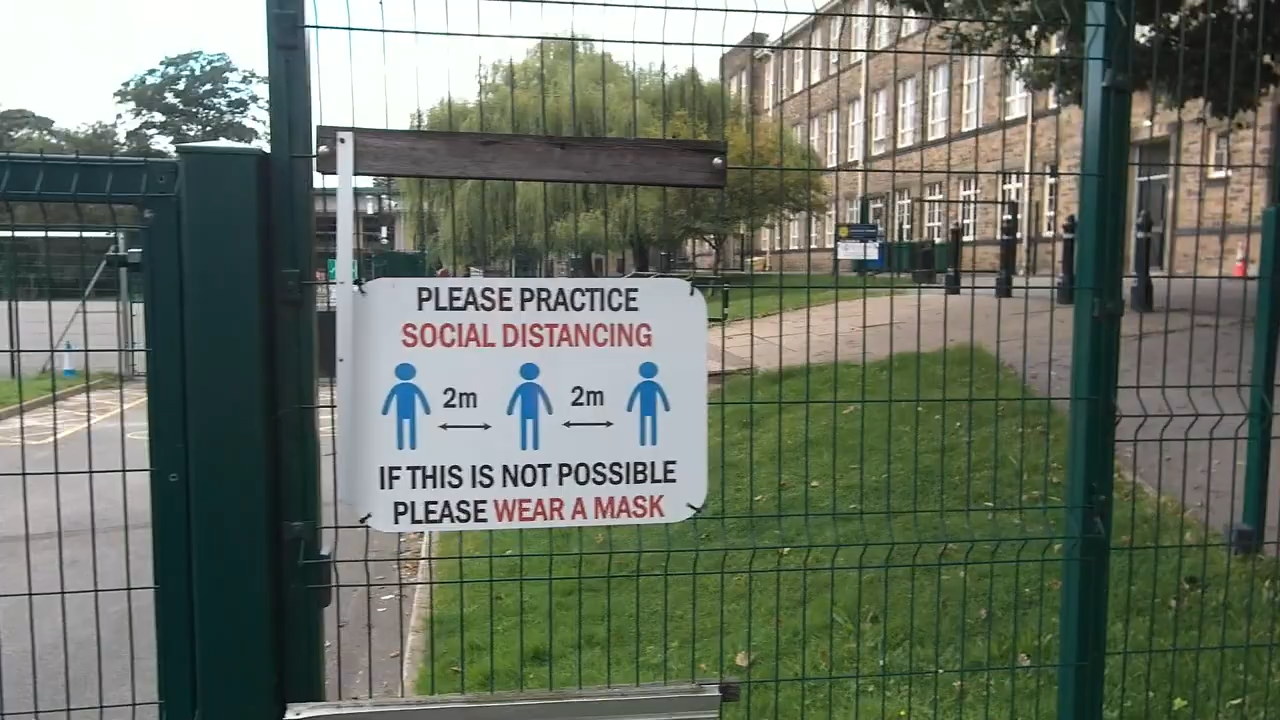 PLEASE PRACTICE
SOCIAL DISTANCING
2m 2m
IF THIS IS NOT POSSIBLE
PLEASE WEAR A MASK